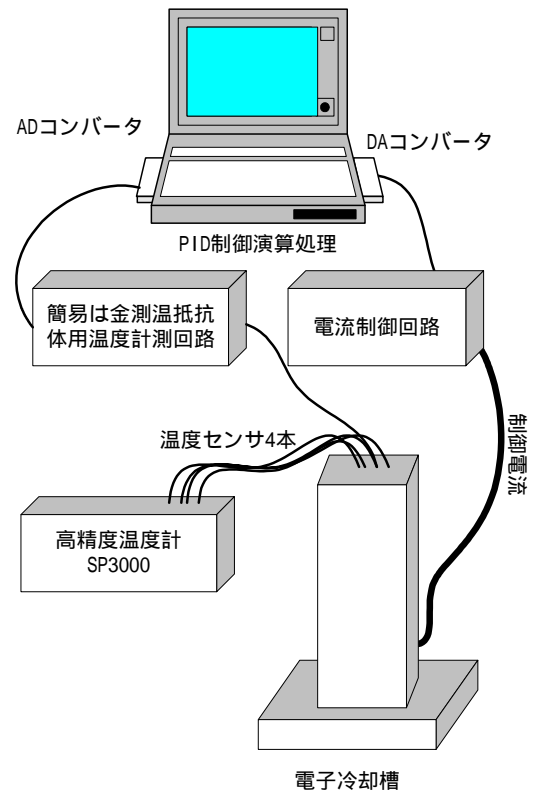 ADコンバータ
DAコンバータ
PID制御演算処理
簡易は金測温抵抗
体用温度計測回路
電流制御回路
制御電流
温度センサ4本
高精度温度計
SP3000
電子冷却槽